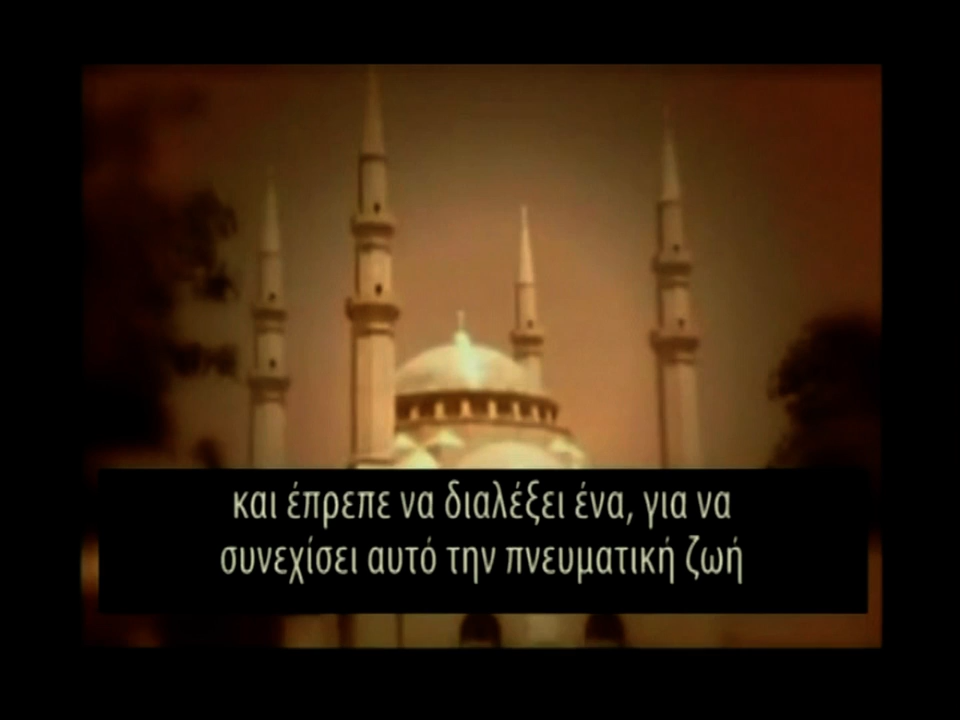 και έπρεπε να διαλέξει ένα, για να
συνεχίσει αυτό την πνευματική ζωή